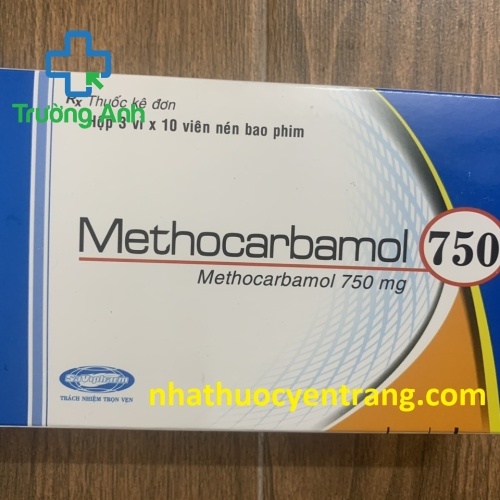 Trường Anh
Rx Thuốc kê đơn
Hộp 3 vỉ x 10 viên nén bao phim
Methocarbamol 750
Methocarbamol 750 mg
SaVipharm
TRÁCH NHIỆM TRỌN VẸN
nhathuocyentrang.com